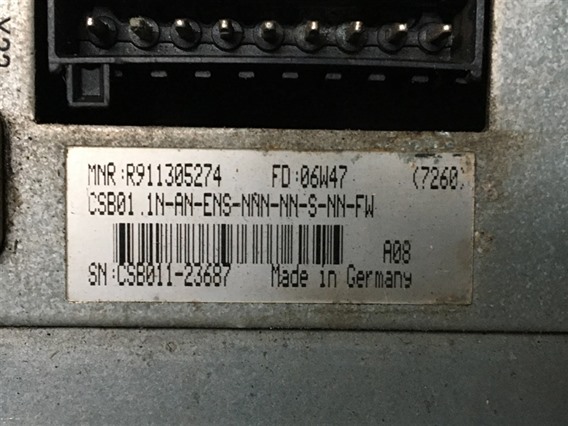 X33
MNR:R911305274 FD:06W47 (7260)
CSB01.1N-AN-ENS-NNN-NN-S-NN-FW
A08
SN:CSB011-23687 Made in Germany